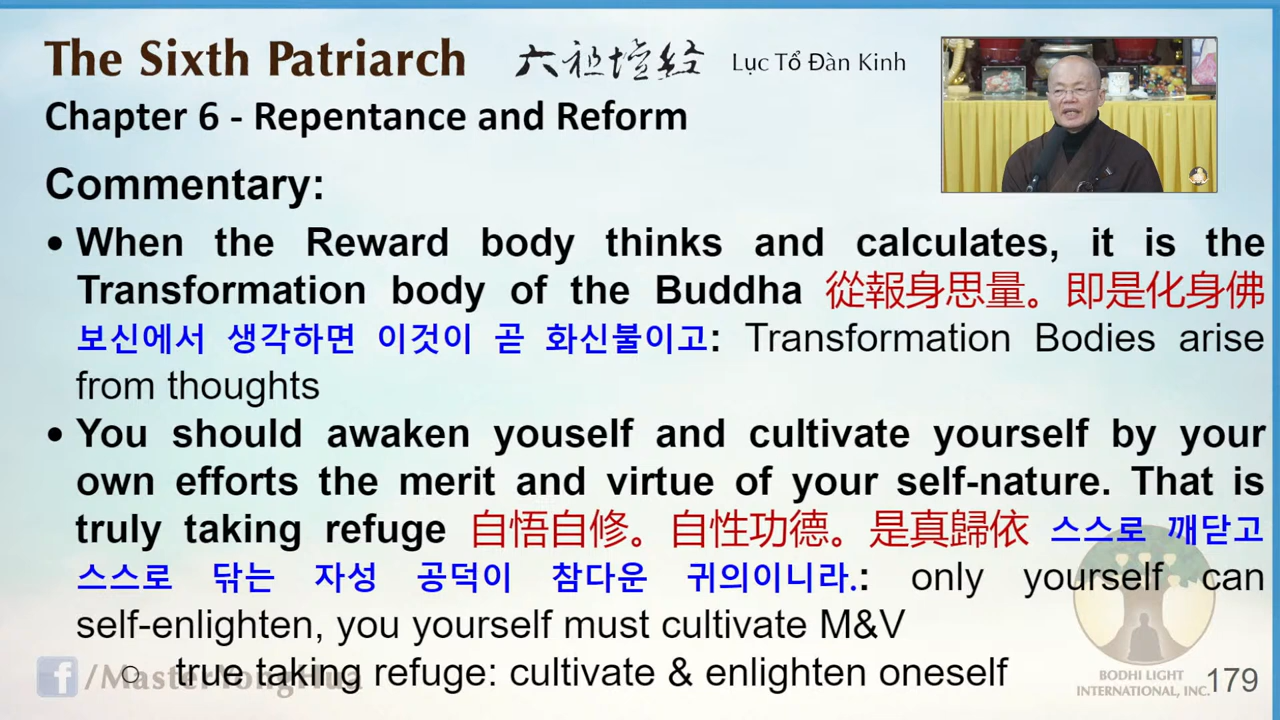 The Sixth Patriarch 六祖壇経 Lục Tổ Đàn Kinh
Chapter 6 - Repentance and Reform
Commentary:
• When the Reward body thinks and calculates, it is the
Transformation body of the Buddha 從報身思量。即是化身佛
보신에서 생각하면 이것이 곧 화신불이고: Transformation Bodies arise
from thoughts
• You should awaken youself and cultivate yourself by your
own efforts the merit and virtue of your self-nature. That is
truly taking refuge 自悟自修。自性功德。是真歸依 스스로 깨닫고
스스로 닦는 자성 공덕이 참다운 귀의이니라.: only yourself can
self-enlighten, you yourself must cultivate M&V
○ true taking refuge: cultivate & enlighten oneself
f/MasterYongHua
BODHI LIGHT
INTERNATIONAL, INC.
179